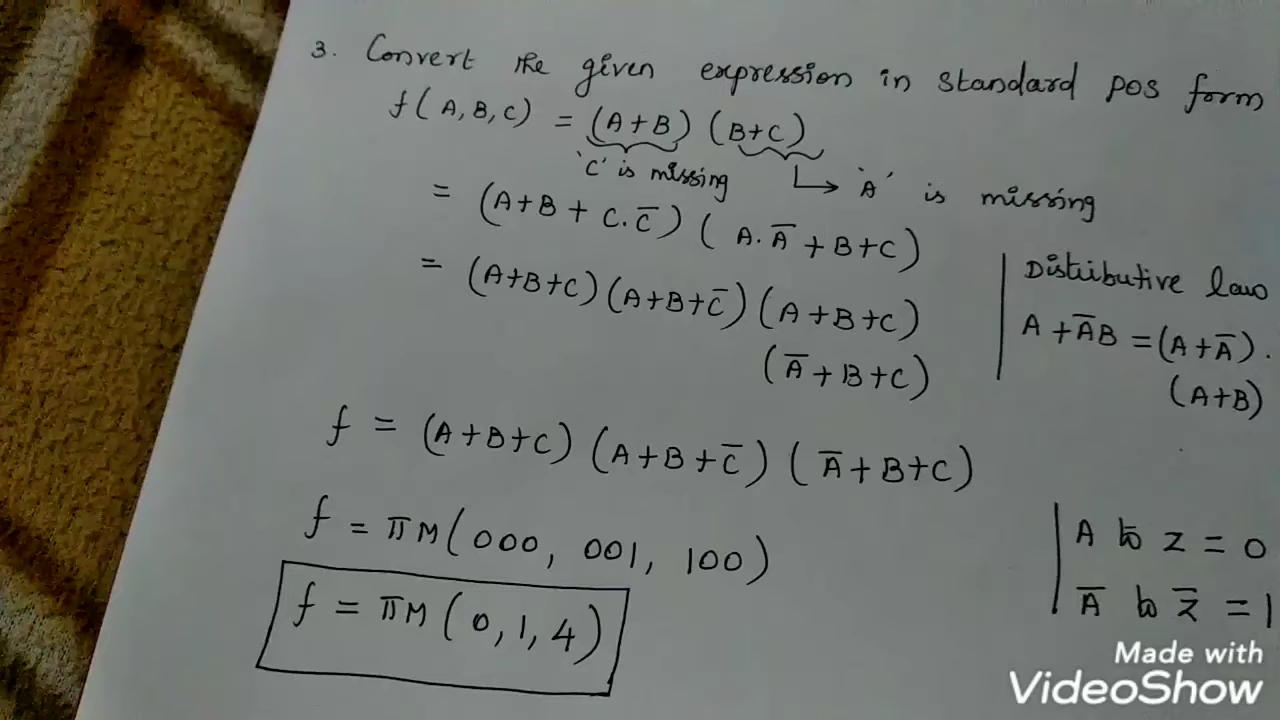 3. Convert the given expression in standard POS form
f(A,B,C) = (A+B) (B+C)
'C' is missing 'A' is missing
= (A+B + C.C̅) ( A.A̅ + B+C)
= (A+B+C) (A+B+C̅) (A+B+C)
(A̅+B+C)
Distributive law
A + A̅B = (A+A̅).
(A+B)
f = (A+B+C) (A+B+C̅) (A̅+B+C)
f = πM(000, 001, 100)
f = πM(0,1,4)
A to Z = 0
A̅ to Z̅ = 1
Made with
VideoShow